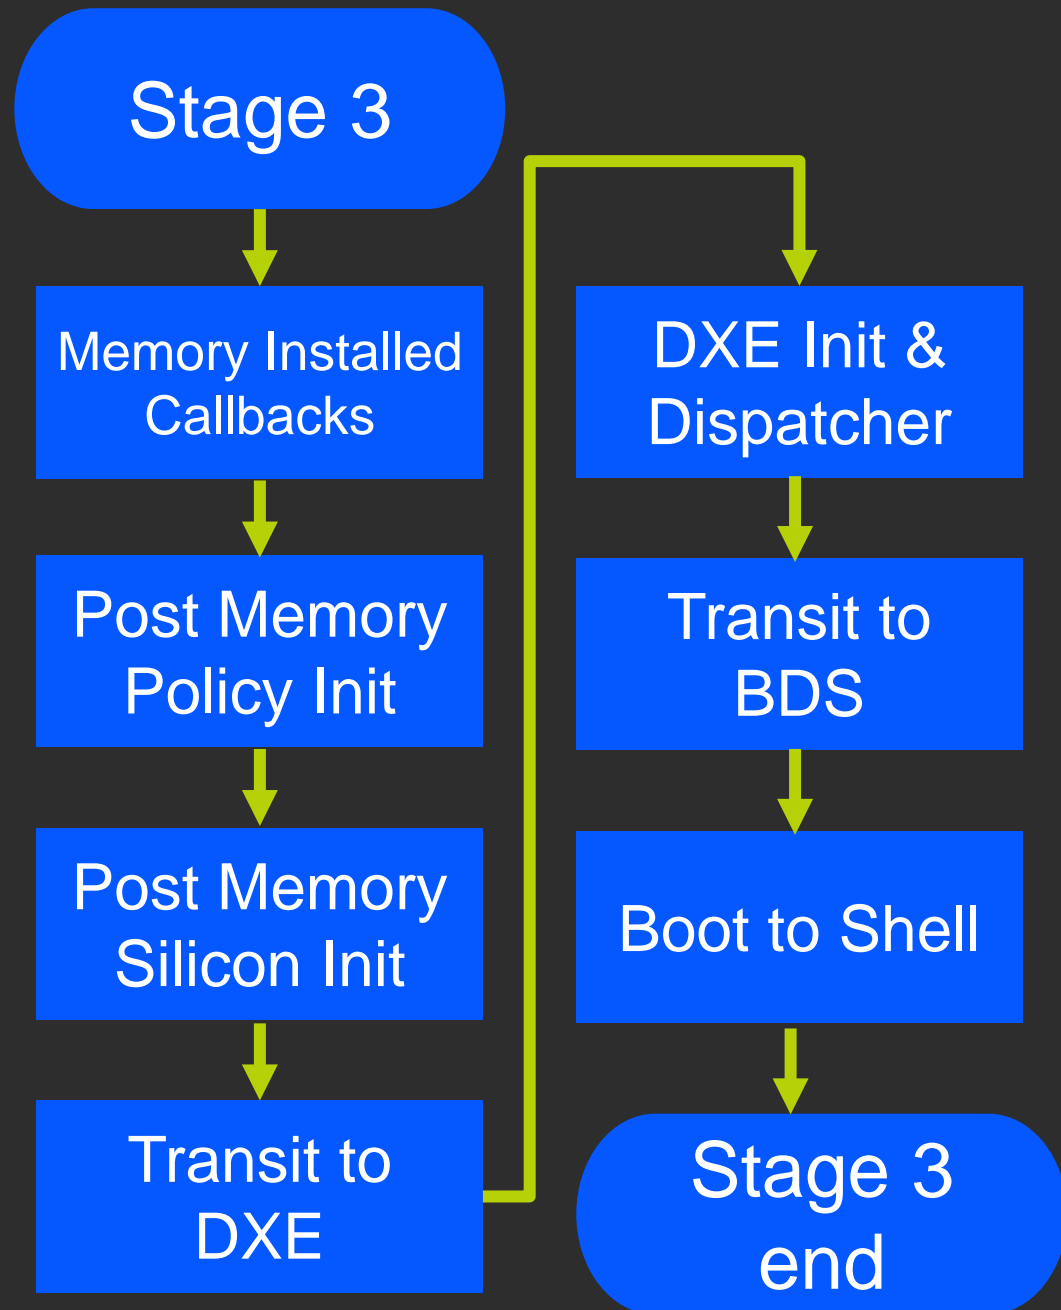 Stage 3
Memory Installed
Callbacks
Post Memory
Policy Init
Post Memory
Silicon Init
Transit to
DXE
DXE Init &
Dispatcher
Transit to
BDS
Boot to Shell
Stage 3
end